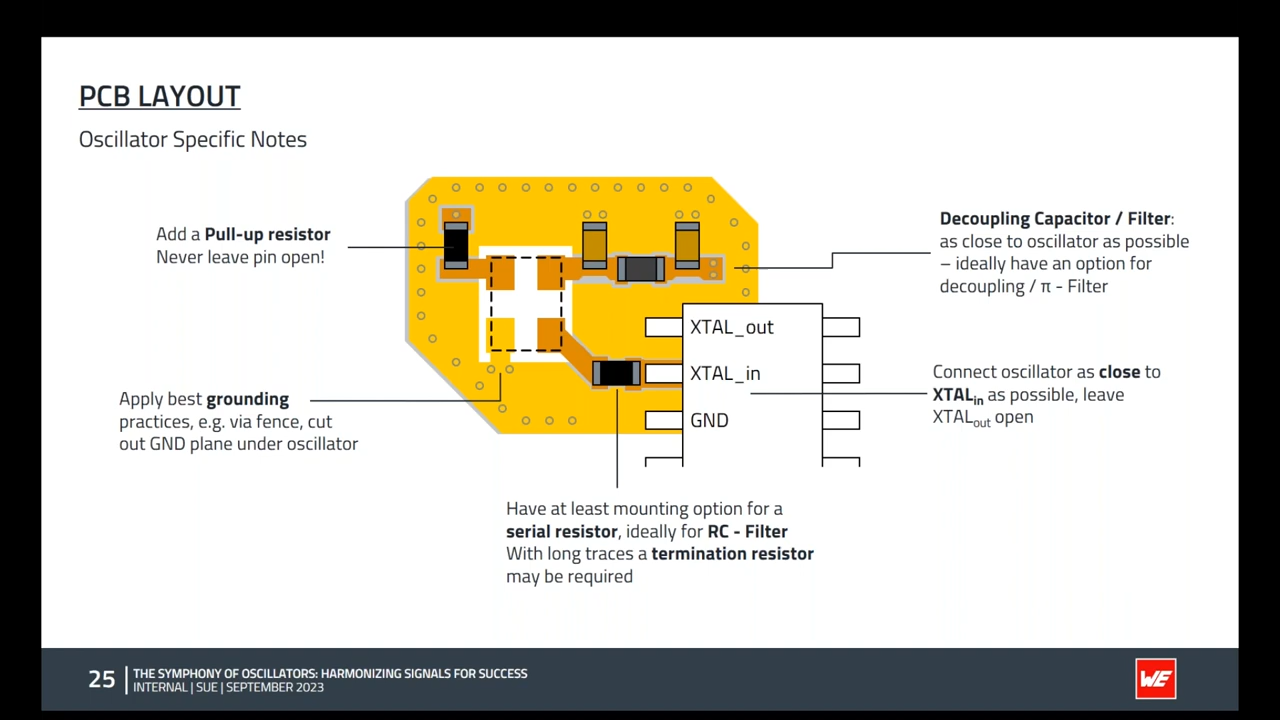 PCB LAYOUT
Oscillator Specific Notes
Add a Pull-up resistor
Never leave pin open!
Decoupling Capacitor / Filter:
as close to oscillator as possible
– ideally have an option for
decoupling / π - Filter
XTAL_out
XTAL_in
GND
Connect oscillator as close to
XTALin as possible, leave
XTALout open
Apply best grounding
practices, e.g. via fence, cut
out GND plane under oscillator
Have at least mounting option for a
serial resistor, ideally for RC - Filter
With long traces a termination resistor
may be required
25
THE SYMPHONY OF OSCILLATORS: HARMONIZING SIGNALS FOR SUCCESS
INTERNAL | SUE | SEPTEMBER 2023
WE